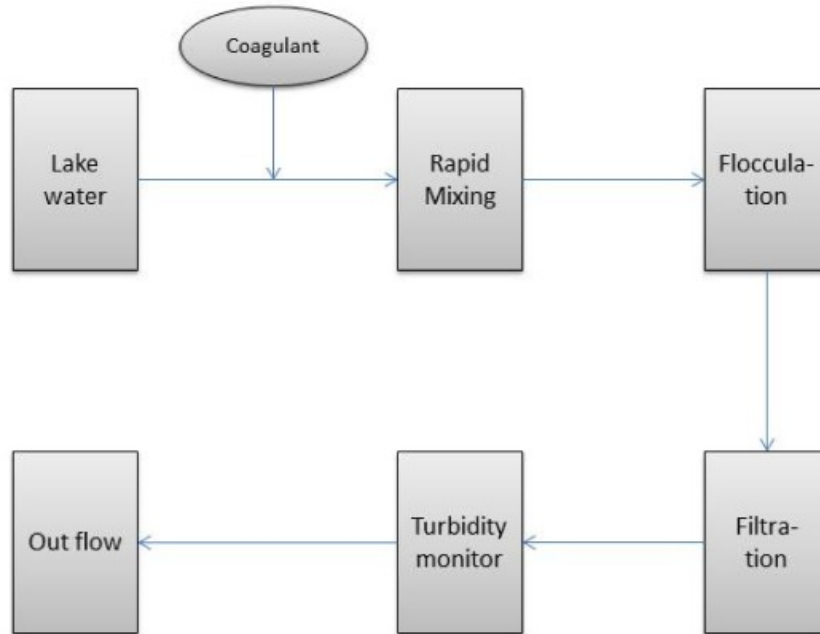 Coagulant
Lake
water
Rapid
Mixing
Floccula-
tion
Out flow
Turbidity
monitor
Filtra-
tion